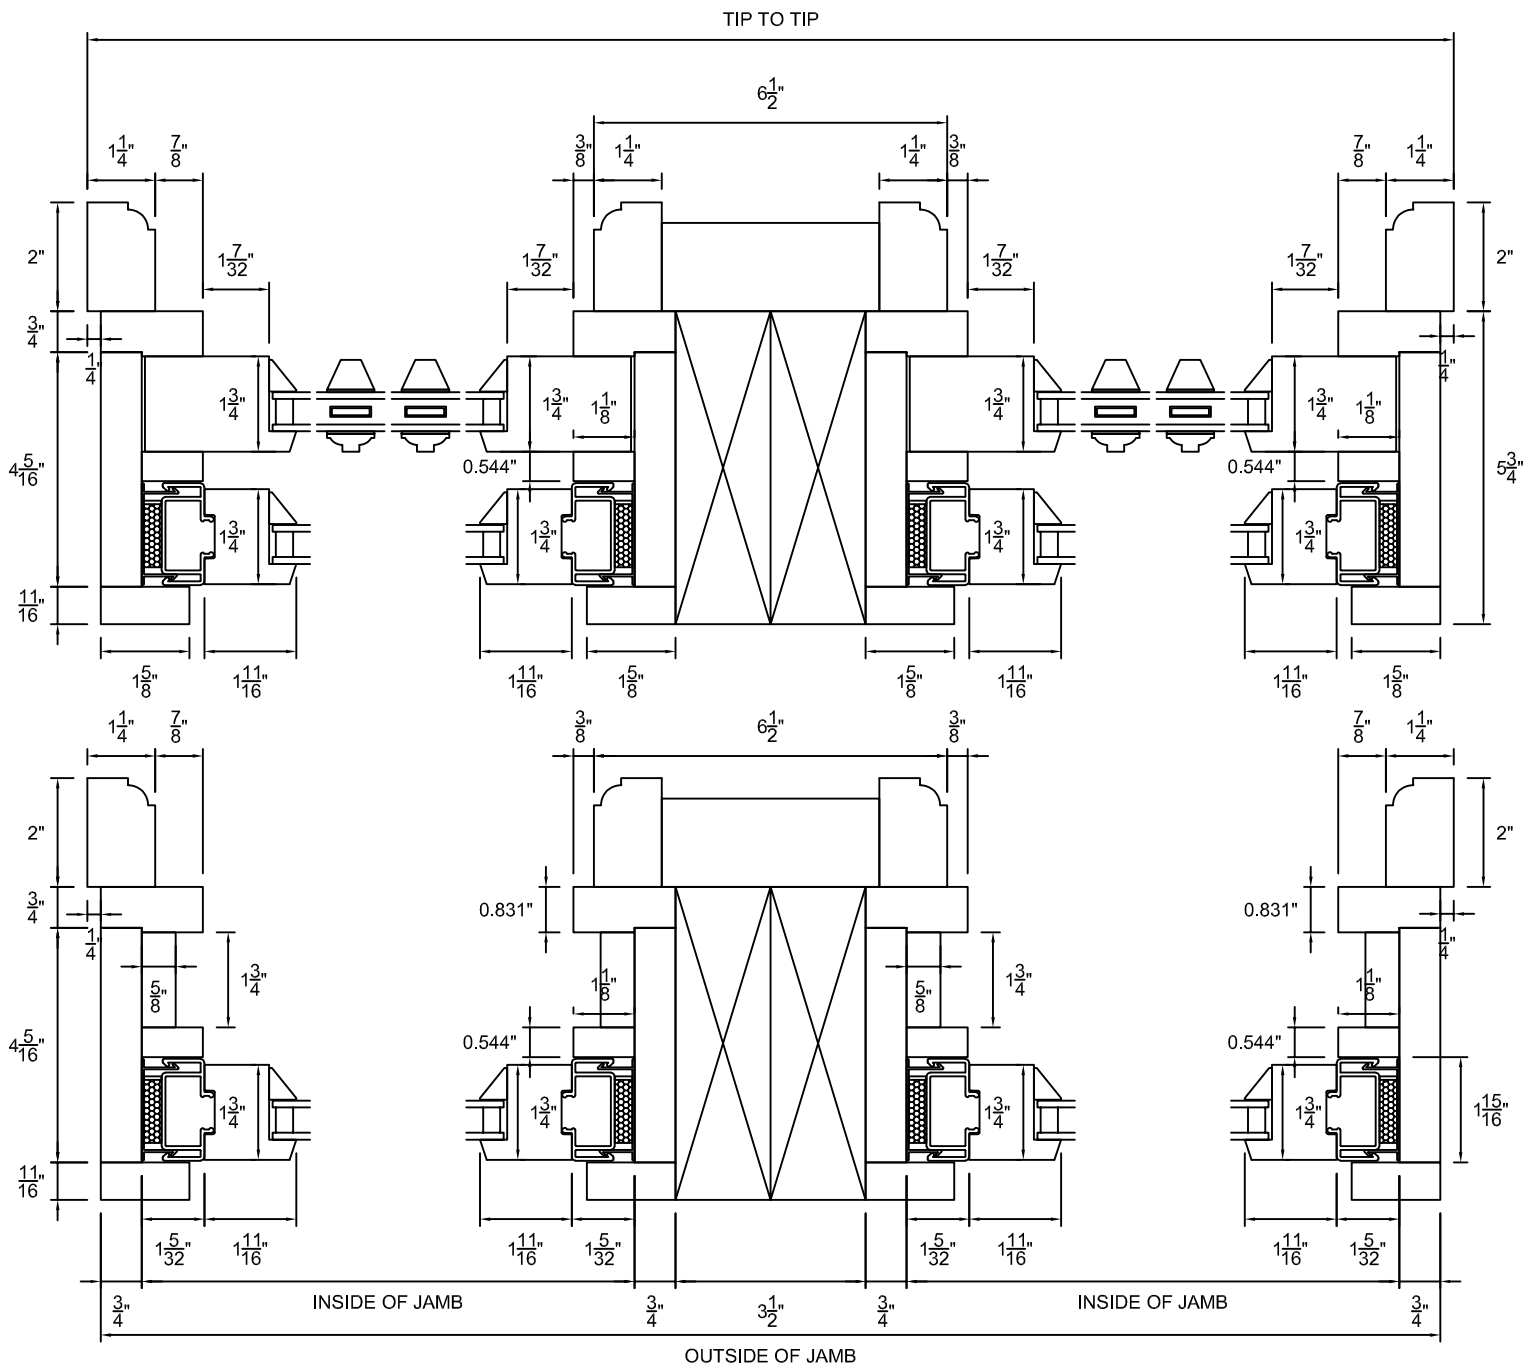 TIP TO TIP
6 1/2"
1 1/4" 7/8" 3/8" 1 1/4" 1 1/4" 3/8" 7/8" 1 1/4"
2" 1 7/32" 1 7/32" 1 7/32" 1 7/32" 2"
3/4"
1/4" 1/4"
1 3/4" 1 3/4" 1 1/8" 1 3/4" 1 3/4" 1 1/8"
4 5/16" 0.544" 0.544" 5 3/4"
1 3/4" 1 3/4" 1 3/4" 1 3/4"
11/16"
1 5/8" 1 11/16" 1 11/16" 1 5/8" 1 5/8" 1 11/16" 1 11/16" 1 5/8"
1 1/4" 7/8" 3/8" 6 1/2" 3/8" 7/8" 1 1/4"
2" 2"
3/4" 0.831" 0.831"
1/4" 1/4"
5/8" 1 3/4" 1 1/8" 5/8" 1 3/4" 1 1/8"
4 5/16" 0.544" 0.544"
1 3/4" 1 3/4" 1 3/4" 1 3/4" 1 15/16"
11/16"
1 5/32" 1 11/16" 1 11/16" 1 5/32" 1 5/32" 1 11/16" 1 11/16" 1 5/32"
3/4" INSIDE OF JAMB 3/4" 3 1/2" 3/4" INSIDE OF JAMB 3/4"
OUTSIDE OF JAMB